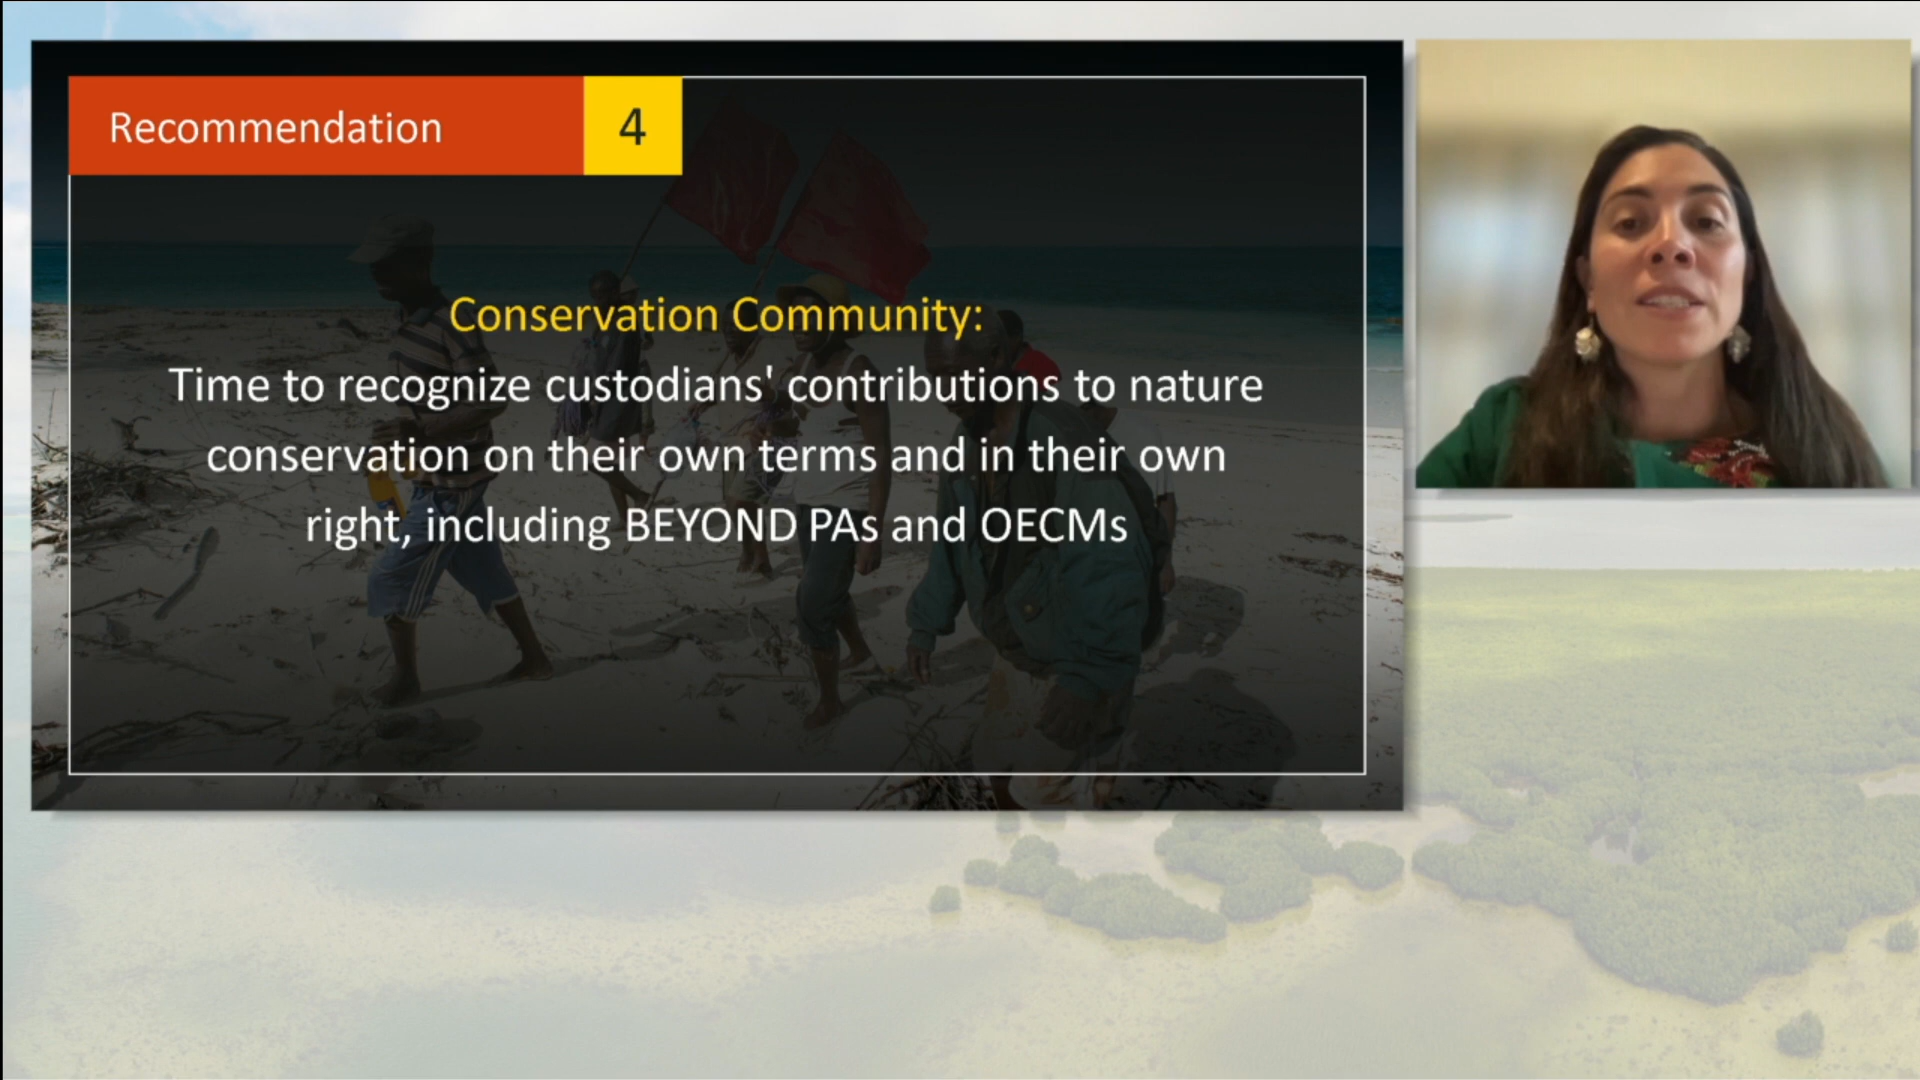 Recommendation 4
Conservation Community:
Time to recognize custodians' contributions to nature
conservation on their own terms and in their own
right, including BEYOND PAs and OECMs